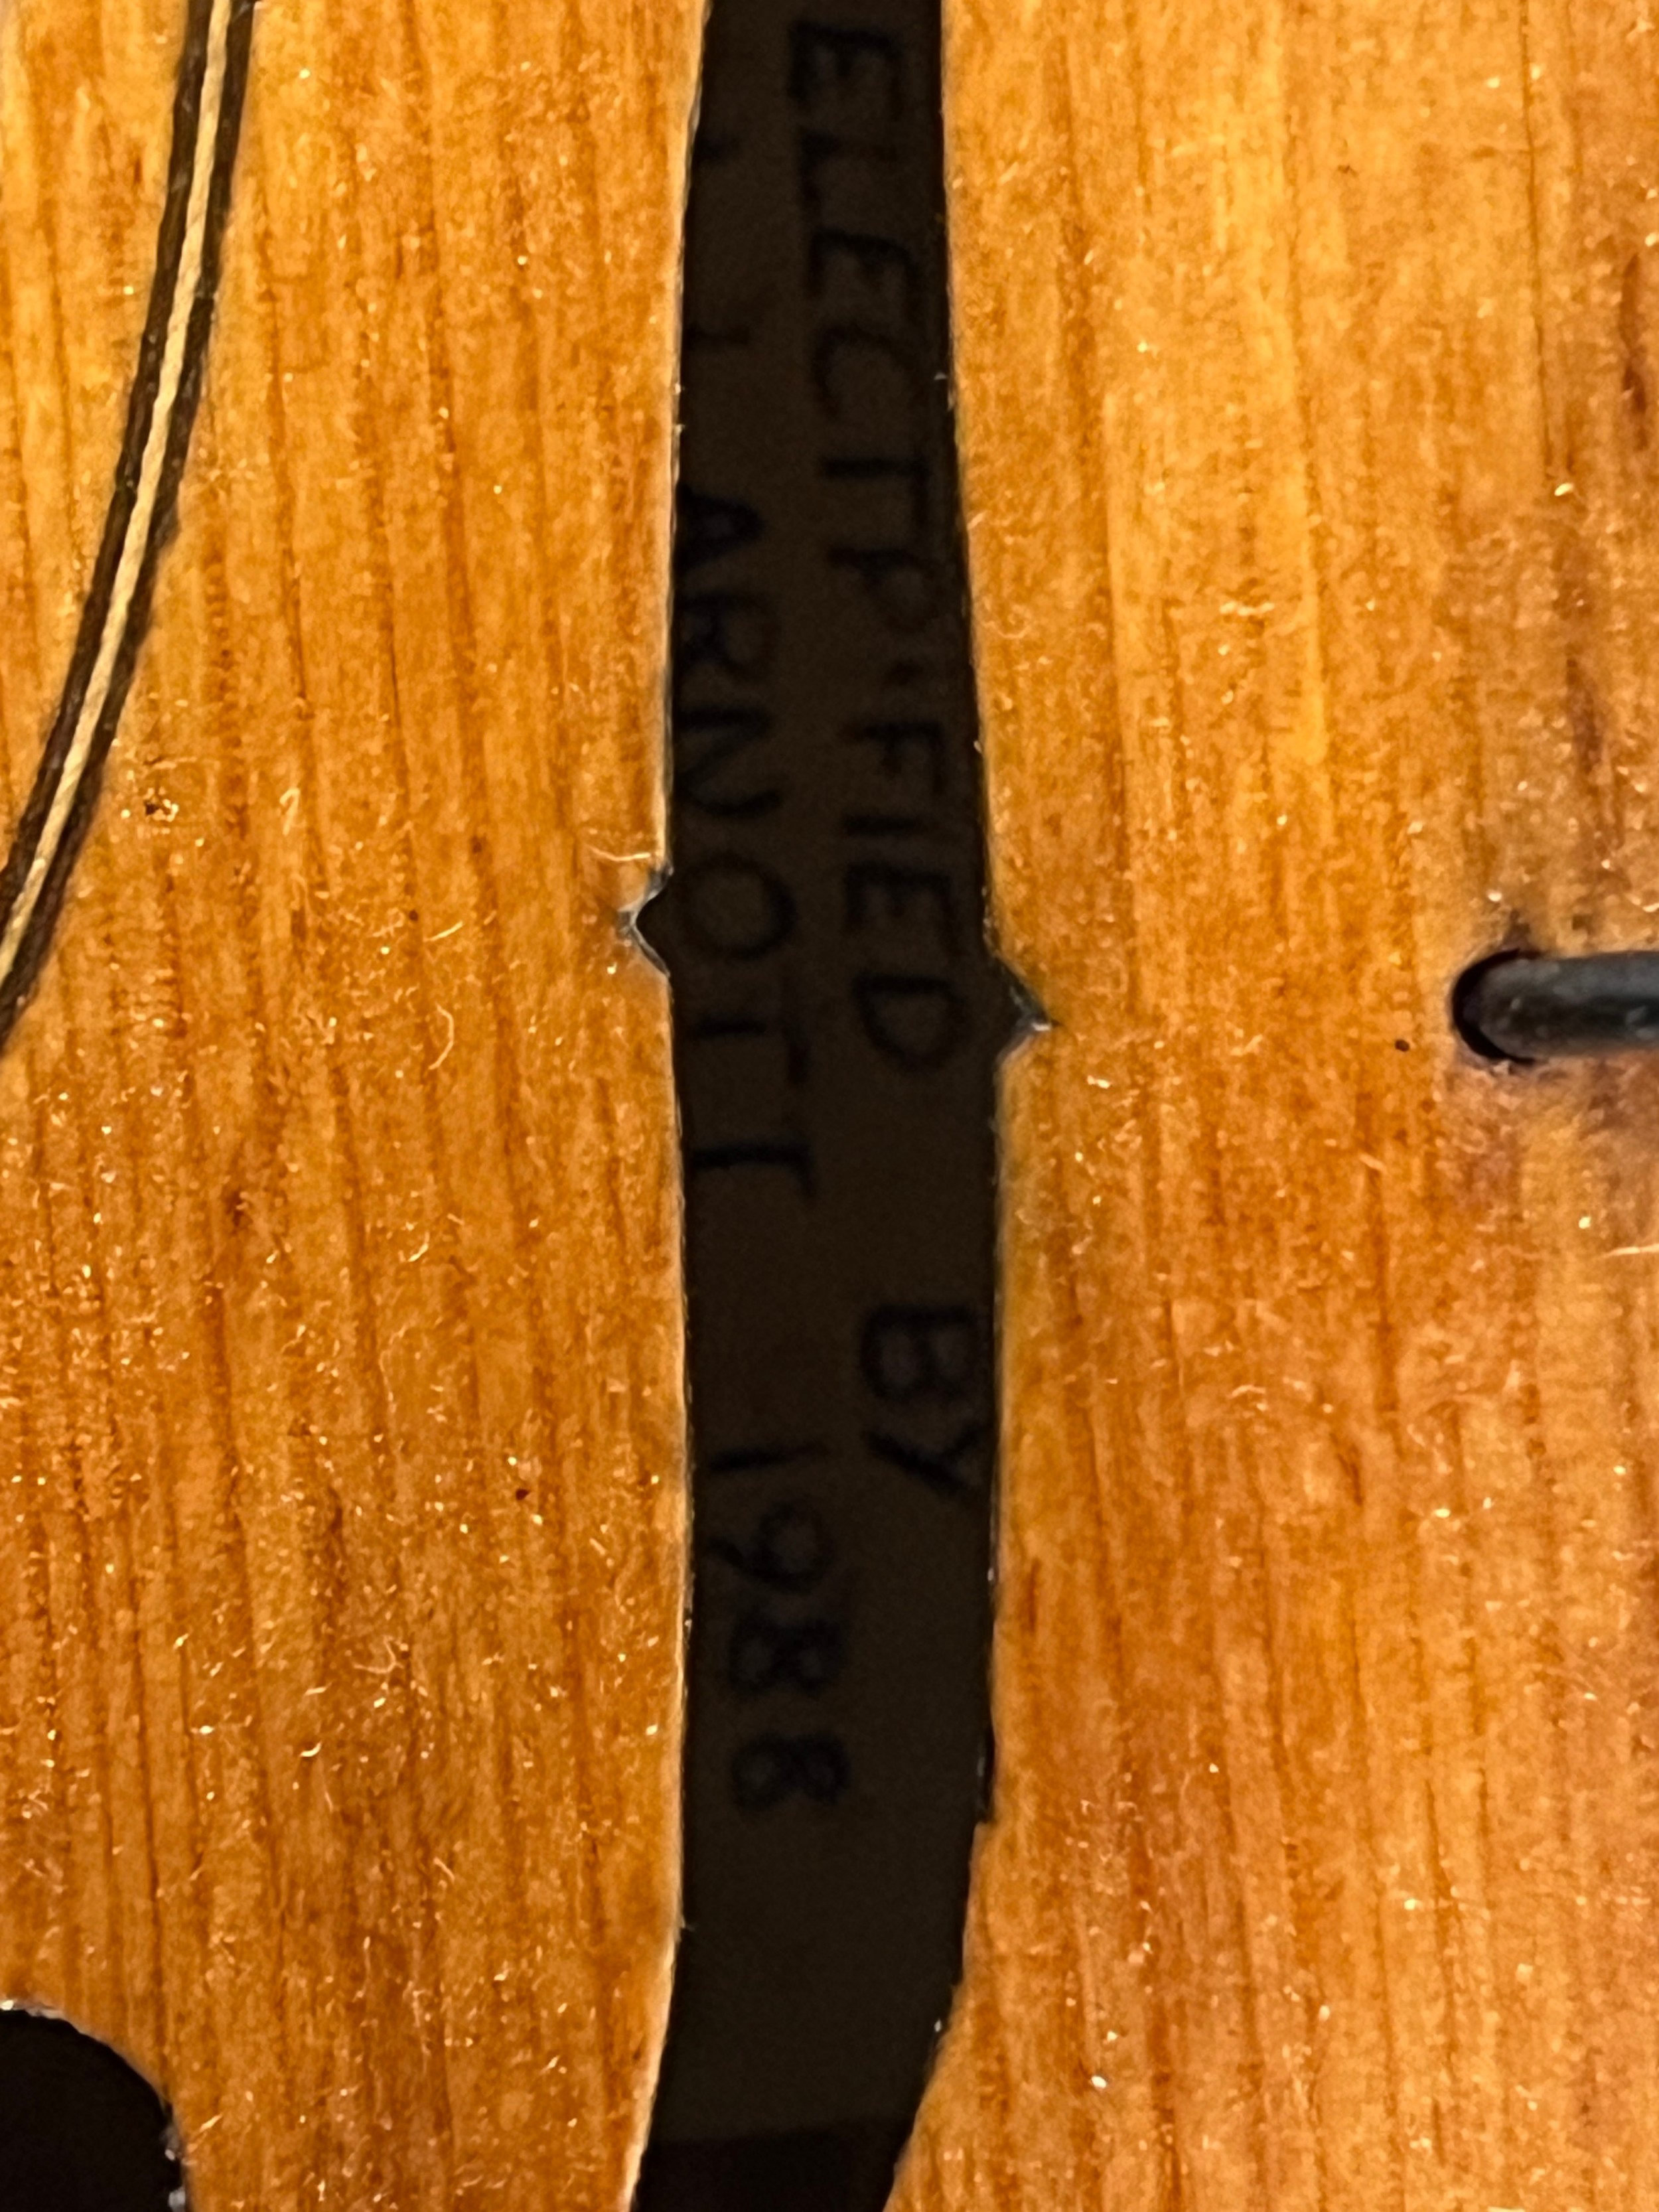 ELECTRIFIED BY
ARNOTT 1988